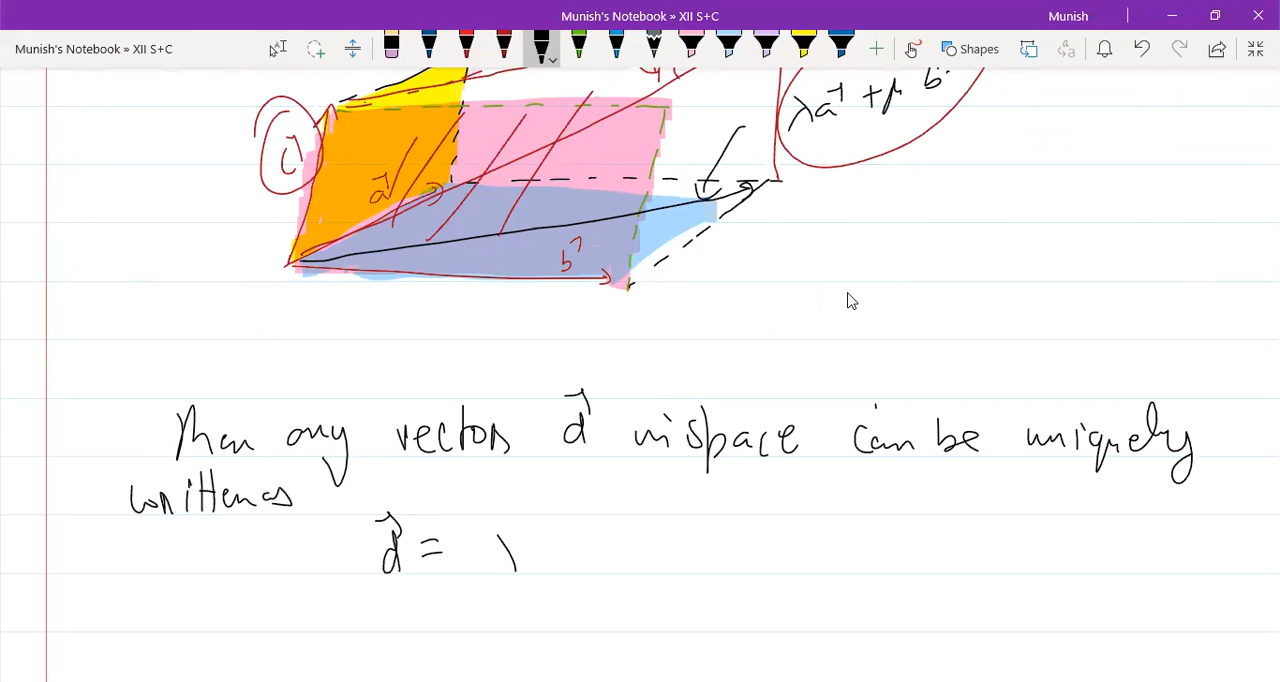 Munish's Notebook » XII S+C
Munish
Munish's Notebook » XII S+C
Shapes
c⃗
a⃗
b⃗
λa⃗ + μ b⃗
Then any vector d⃗ in space can be uniquely
written as
d⃗ = \